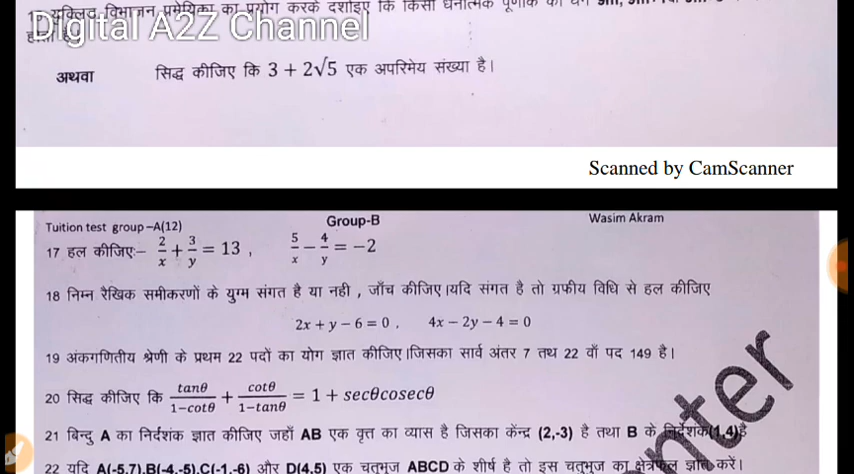 यूक्लिड विभाजन प्रमेयिका का प्रयोग करके दर्शाइए कि किसी धनात्मक पूर्णांक का वर्ग
Digital A2Z Channel
अथवा सिद्ध कीजिए कि 3 + 2√5 एक अपरिमेय संख्या है।
Scanned by CamScanner
Tuition test group –A(12) Group-B Wasim Akram
17 हल कीजिए:– 2/x + 3/y = 13 , 5/x − 4/y = −2
18 निम्न रैखिक समीकरणों के युग्म संगत है या नही , जाँच कीजिए।यदि संगत है तो ग्रफीय विधि से हल कीजिए
2x + y − 6 = 0 , 4x − 2y − 4 = 0
19 अंकगणितीय श्रेणी के प्रथम 22 पदों का योग ज्ञात कीजिए।जिसका सार्व अंतर 7 तथ 22 वाँ पद 149 है।
20 सिद्ध कीजिए कि tanθ/1−cotθ + cotθ/1−tanθ = 1 + secθcosecθ
21 बिन्दु A का निर्दंशक ज्ञात कीजिए जहाँ AB एक वृत्त का व्यास है जिसका केंन्द्र (2,-3) है तथा B के निर्देशक(1,4)है
22 यदि A(-5,7),B(-4,-5),C(-1,-6) और D(4,5) एक चतुभुज ABCD के शीर्ष है तो इस चतुभुज का क्षेत्रफल ज्ञात करें।
nter